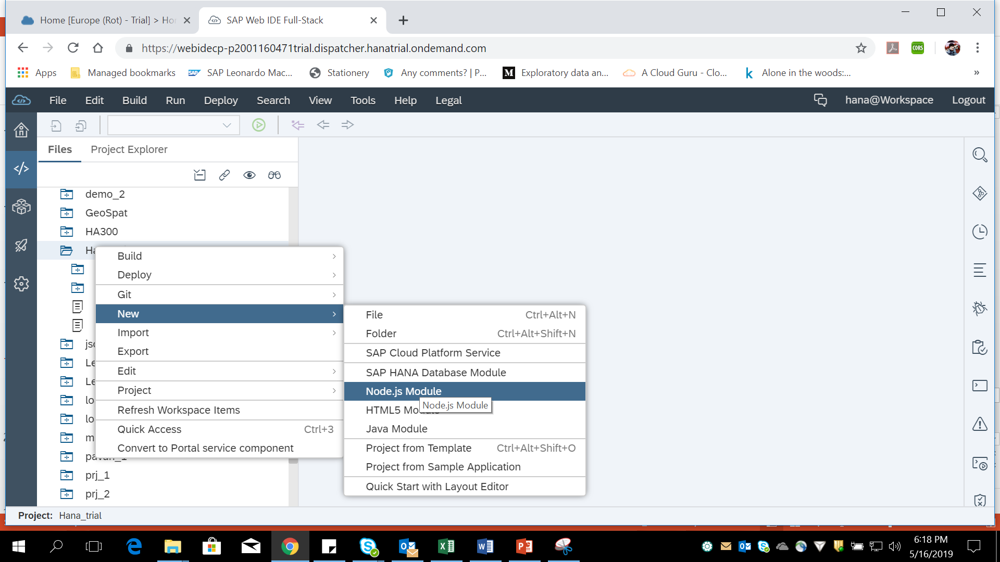 Home [Europe (Rot) - Trial] > Ho
SAP Web IDE Full-Stack
https://webidecp-p2001160471trial.dispatcher.hanatrial.ondemand.com
CORS
Apps
Managed bookmarks
SAP
SAP Leonardo Mac...
Stationery
Any comments? | P...
M
Exploratory data an...
A Cloud Guru - Clo...
k
Alone in the woods:...
»
File Edit Build Run Deploy Search View Tools Help Legal
hana@Workspace
Logout
Files
Project Explorer
demo_2
GeoSpat
HA300
Ha
jso
Le
Le
lo
lo
m
pavan_1
prj_1
prj_2
Build
Deploy
Git
New
Import
Export
Edit
Project
Refresh Workspace Items
Quick Access Ctrl+3
Convert to Portal service component
File Ctrl+Alt+N
Folder Ctrl+Alt+Shift+N
SAP Cloud Platform Service
SAP HANA Database Module
Node.js Module
Node.js Module
HTML5 Module
Java Module
Project from Template Ctrl+Alt+Shift+O
Project from Sample Application
Quick Start with Layout Editor
Project: Hana_trial
6:18 PM
5/16/2019